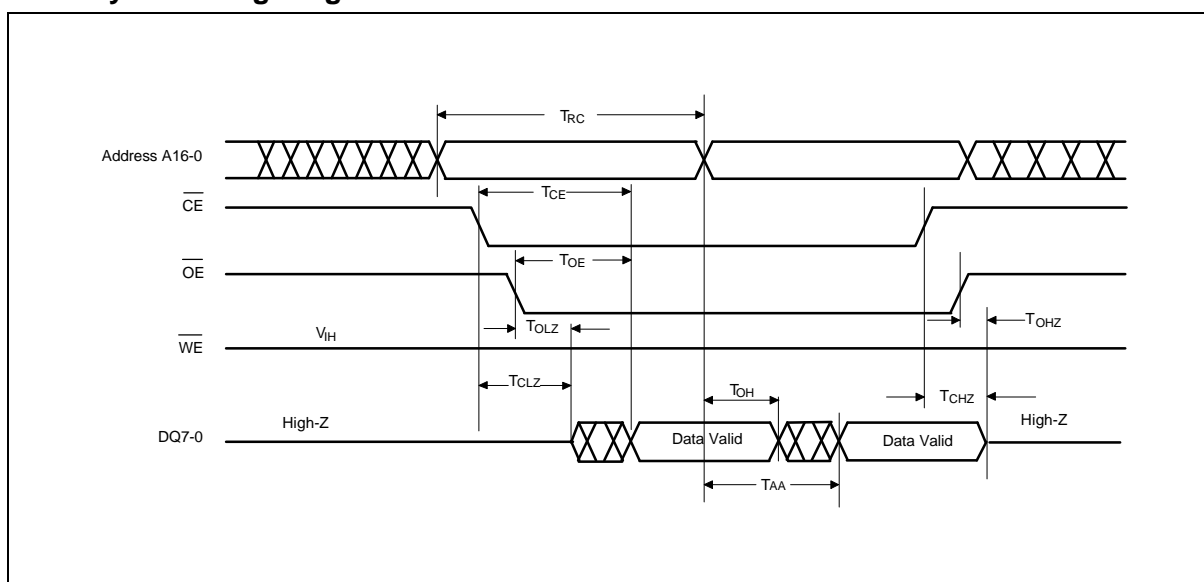 TRC
Address A16-0
TCE
CE
TOE
OE
TOLZ
TOHZ
VIH
WE
TCLZ
TOH
TCHZ
High-Z
High-Z
DQ7-0
Data Valid
Data Valid
TAA